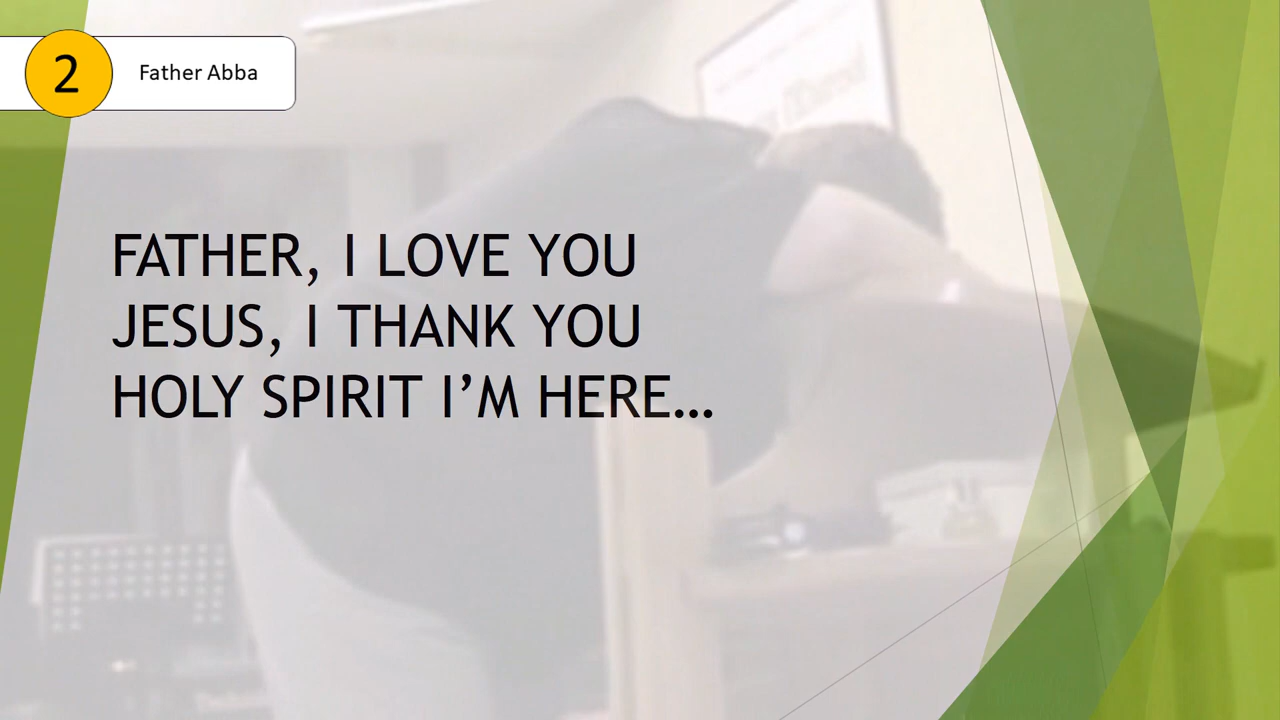 2
Father Abba
FATHER, I LOVE YOU
JESUS, I THANK YOU
HOLY SPIRIT I’M HERE…